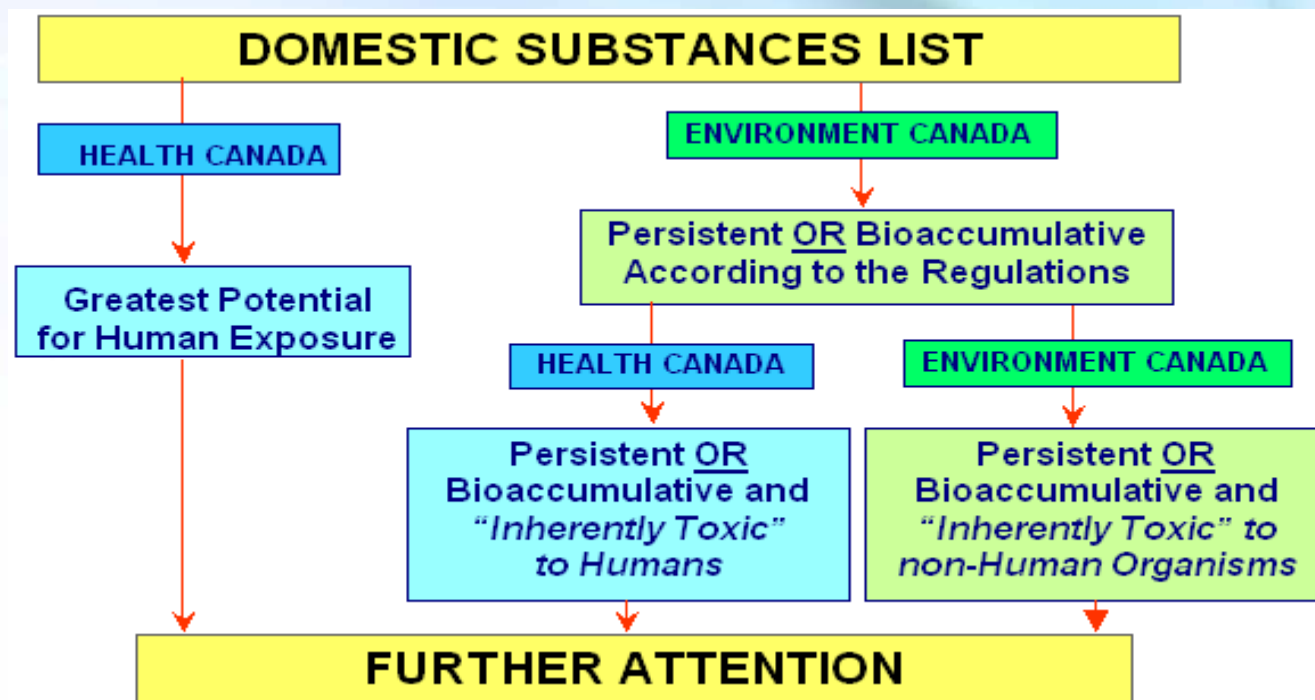 DOMESTIC SUBSTANCES LIST
HEALTH CANADA
ENVIRONMENT CANADA
Persistent OR Bioaccumulative
According to the Regulations
Greatest Potential
for Human Exposure
HEALTH CANADA
ENVIRONMENT CANADA
Persistent OR
Bioaccumulative and
“Inherently Toxic”
to Humans
Persistent OR
Bioaccumulative and
“Inherently Toxic” to
non-Human Organisms
FURTHER ATTENTION